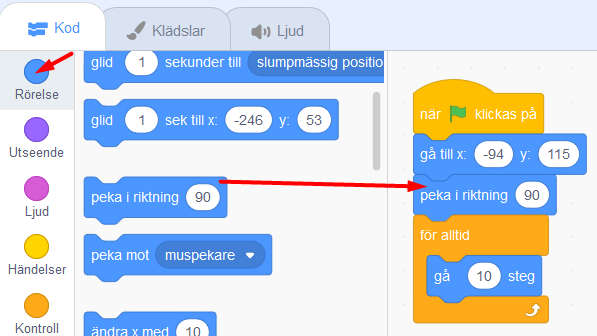 Kod
Klädslar
Ljud
Rörelse
Utseende
Ljud
Händelser
Kontroll
glid 1 sekunder till slumpmässig positio
glid 1 sek till x: -246 y: 53
peka i riktning 90
peka mot muspekare
ändra x med 10
när klickas på
gå till x: -94 y: 115
peka i riktning 90
för alltid
gå 10 steg